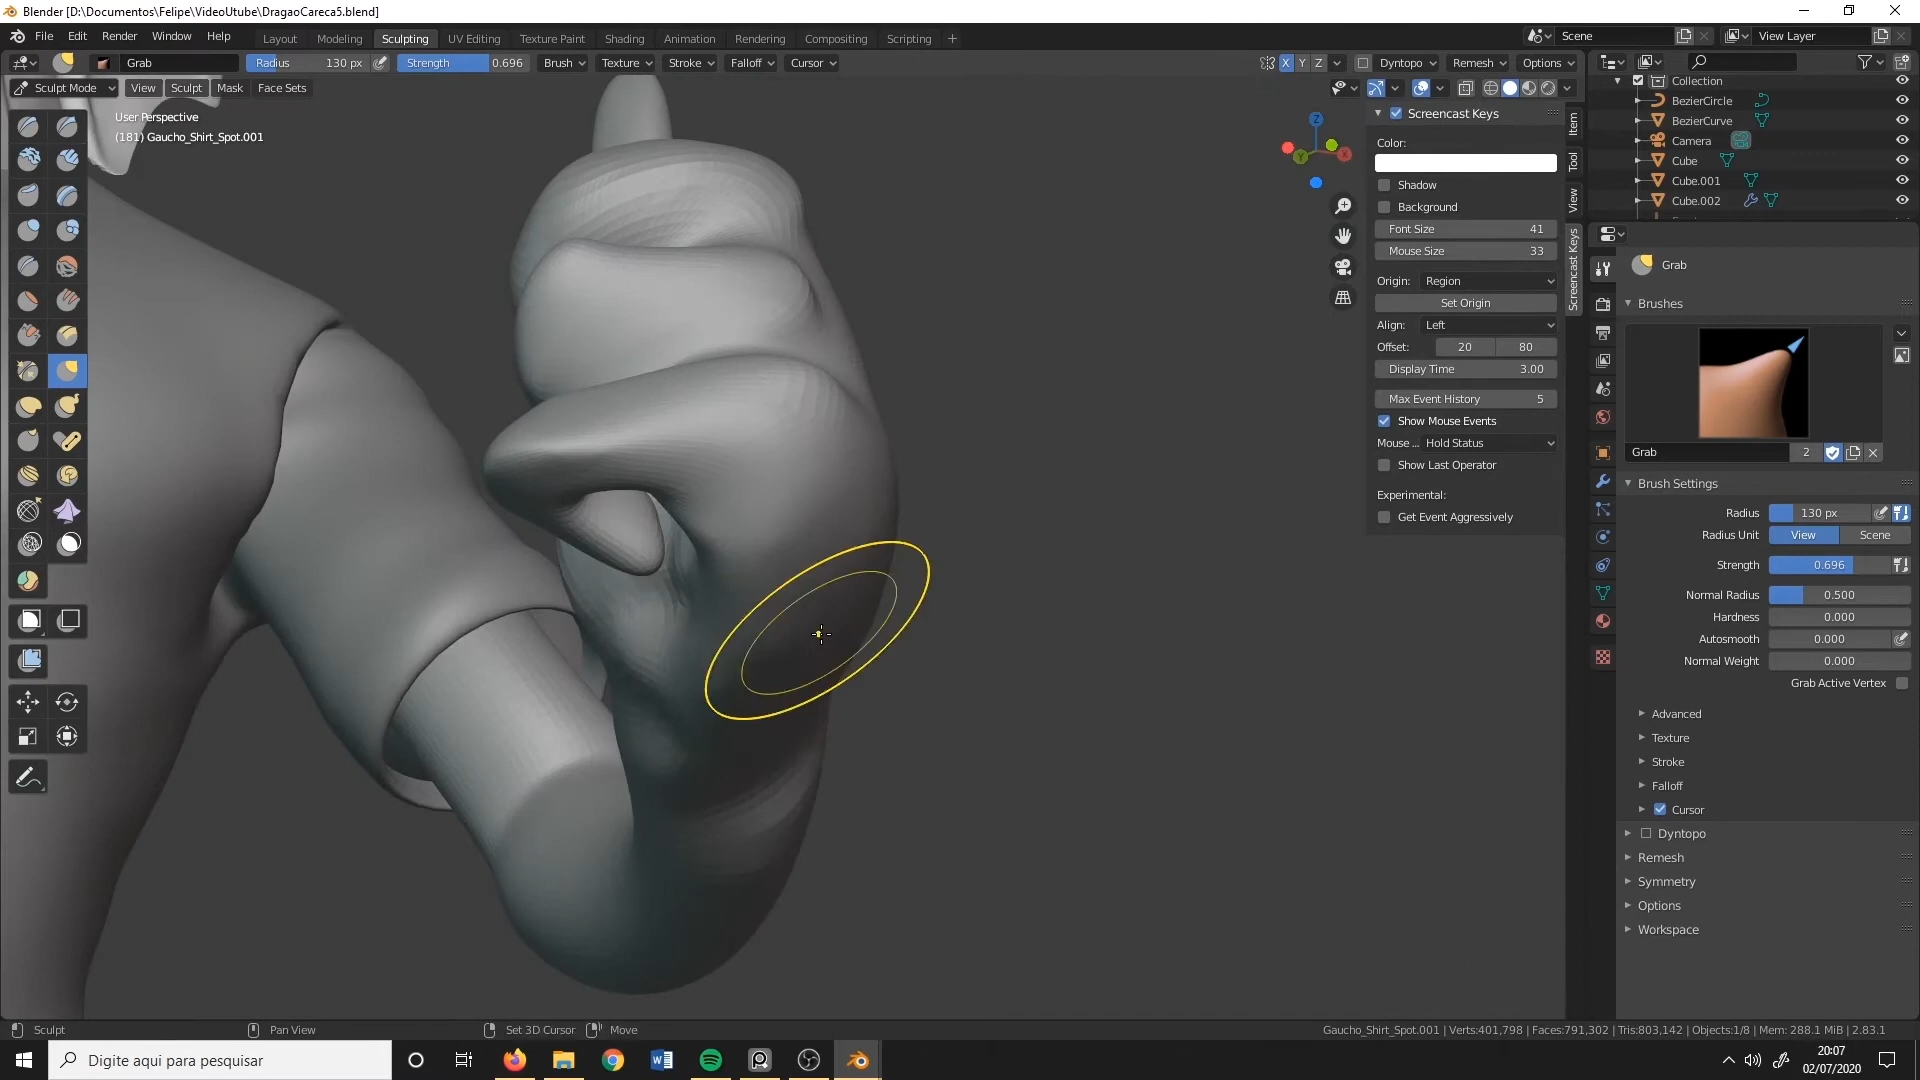 Blender [D:\Documentos\Felipe\VideoUtube\DragaoCareca5.blend]
File Edit Render Window Help
Layout Modeling Sculpting UV Editing Texture Paint Shading Animation Rendering Compositing Scripting +
Scene View Layer
Grab Radius 130 px Strength 0.696 Brush Texture Stroke Falloff Cursor
X Y Z Dyntopo Remesh Options
Sculpt Mode View Sculpt Mask Face Sets
User Perspective
(181) Gaucho_Shirt_Spot.001
Z
Y
X
Screencast Keys
Color:
Shadow
Background
Font Size 41
Mouse Size 33
Origin: Region
Set Origin
Align: Left
Offset: 20 80
Display Time 3.00
Max Event History 5
Show Mouse Events
Mouse ... Hold Status
Show Last Operator
Experimental:
Get Event Aggressively
Item
Tool
View
Screencast Keys
Collection
BezierCircle
BezierCurve
Camera
Cube
Cube.001
Cube.002
Grab
Brushes
Grab 2
Brush Settings
Radius 130 px
Radius Unit View Scene
Strength 0.696
Normal Radius 0.500
Hardness 0.000
Autosmooth 0.000
Normal Weight 0.000
Grab Active Vertex
Advanced
Texture
Stroke
Falloff
Cursor
Dyntopo
Remesh
Symmetry
Options
Workspace
Sculpt Pan View Set 3D Cursor Move
Gaucho_Shirt_Spot.001 | Verts:401,798 | Faces:791,302 | Tris:803,142 | Objects:1/8 | Mem: 288.1 MiB | 2.83.1
Digite aqui para pesquisar
20:07
02/07/2020